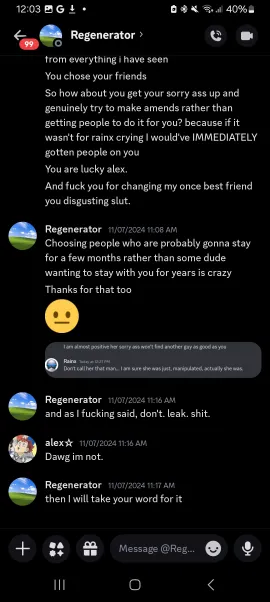 12:03
40%
99
Regenerator
from everything i have seen
You chose your friends
So how about you get your sorry ass up and
genuinely try to make amends rather than
getting people to do it for you? because if it
wasn't for rainx crying I would've IMMEDIATELY
gotten people on you
You are lucky alex.
And fuck you for changing my once best friend
you disgusting slut.
Regenerator 11/07/2024 11:08 AM
Choosing people who are probably gonna stay
for a few months rather than some dude
wanting to stay with you for years is crazy
Thanks for that too
I am almost positive her sorry ass won't find another guy as good as you
Rainx Today at 10:37 PM
Don't call her that man... I am sure she was just, manipulated, actually she was.
Regenerator 11/07/2024 11:16 AM
and as I fucking said, don't. leak. shit.
alex☆ 11/07/2024 11:16 AM
Dawg im not.
Regenerator 11/07/2024 11:17 AM
then I will take your word for it
Message @Reg...